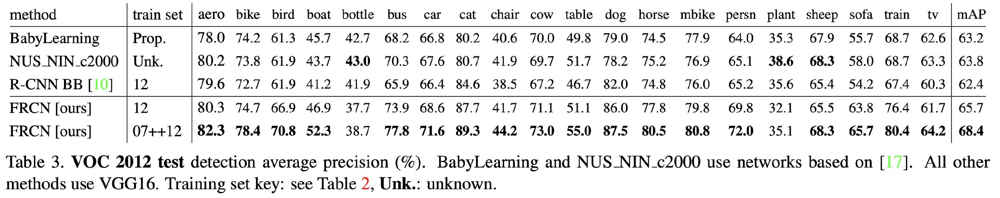 method train set aero bike bird boat bottle bus car cat chair cow table dog horse mbike persn plant sheep sofa train tv mAP
BabyLearning Prop. 78.0 74.2 61.3 45.7 42.7 68.2 66.8 80.2 40.6 70.0 49.8 79.0 74.5 77.9 64.0 35.3 67.9 55.7 68.7 62.6 63.2
NUS_NIN_c2000 Unk. 80.2 73.8 61.9 43.7 43.0 70.3 67.6 80.7 41.9 69.7 51.7 78.2 75.2 76.9 65.1 38.6 68.3 58.0 68.7 63.3 63.8
R-CNN BB [10] 12 79.6 72.7 61.9 41.2 41.9 65.9 66.4 84.6 38.5 67.2 46.7 82.0 74.8 76.0 65.2 35.6 65.4 54.2 67.4 60.3 62.4
FRCN [ours] 12 80.3 74.7 66.9 46.9 37.7 73.9 68.6 87.7 41.7 71.1 51.1 86.0 77.8 79.8 69.8 32.1 65.5 63.8 76.4 61.7 65.7
FRCN [ours] 07++12 82.3 78.4 70.8 52.3 38.7 77.8 71.6 89.3 44.2 73.0 55.0 87.5 80.5 80.8 72.0 35.1 68.3 65.7 80.4 64.2 68.4
Table 3. VOC 2012 test detection average precision (%). BabyLearning and NUS_NIN_c2000 use networks based on [17]. All other
methods use VGG16. Training set key: see Table 2, Unk.: unknown.